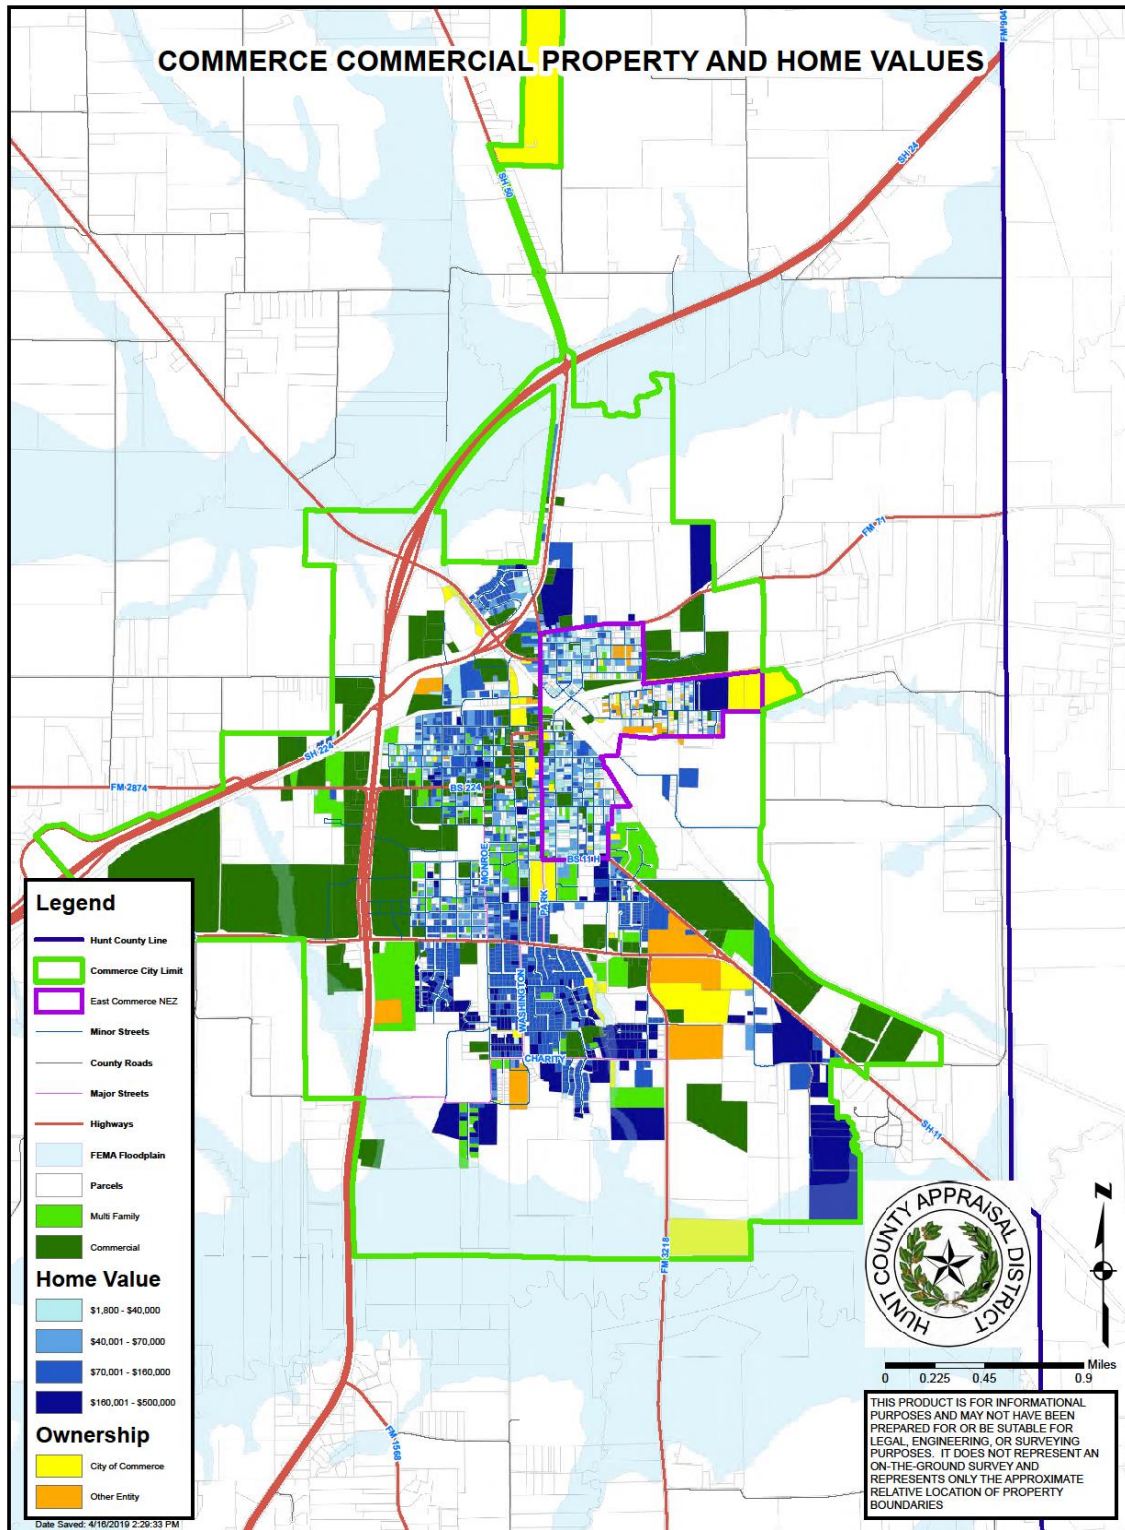 COMMERCE COMMERCIAL PROPERTY AND HOME VALUES
FM 904
SH 24
SH 50
FM 71
SH 224
FM 2874
BS 224
BS 11 H
MONROE
PARK
WASHINGTON
CHARITY
SH 11
FM 3218
FM 1568
Legend
Hunt County Line
Commerce City Limit
East Commerce NEZ
Minor Streets
County Roads
Major Streets
Highways
FEMA Floodplain
Parcels
Multi Family
Commercial
Home Value
$1,800 - $40,000
$40,001 - $70,000
$70,001 - $160,000
$160,001 - $500,000
Ownership
City of Commerce
Other Entity
Date Saved: 4/16/2019 2:29:33 PM
HUNT COUNTY APPRAISAL DISTRICT
N
Miles
0 0.225 0.45 0.9
THIS PRODUCT IS FOR INFORMATIONAL
PURPOSES AND MAY NOT HAVE BEEN
PREPARED FOR OR BE SUTABLE FOR
LEGAL, ENGINEERING, OR SURVEYING
PURPOSES. IT DOES NOT REPRESENT AN
ON-THE-GROUND SURVEY AND
REPRESENTS ONLY THE APPROXIMATE
RELATIVE LOCATION OF PROPERTY
BOUNDARIES